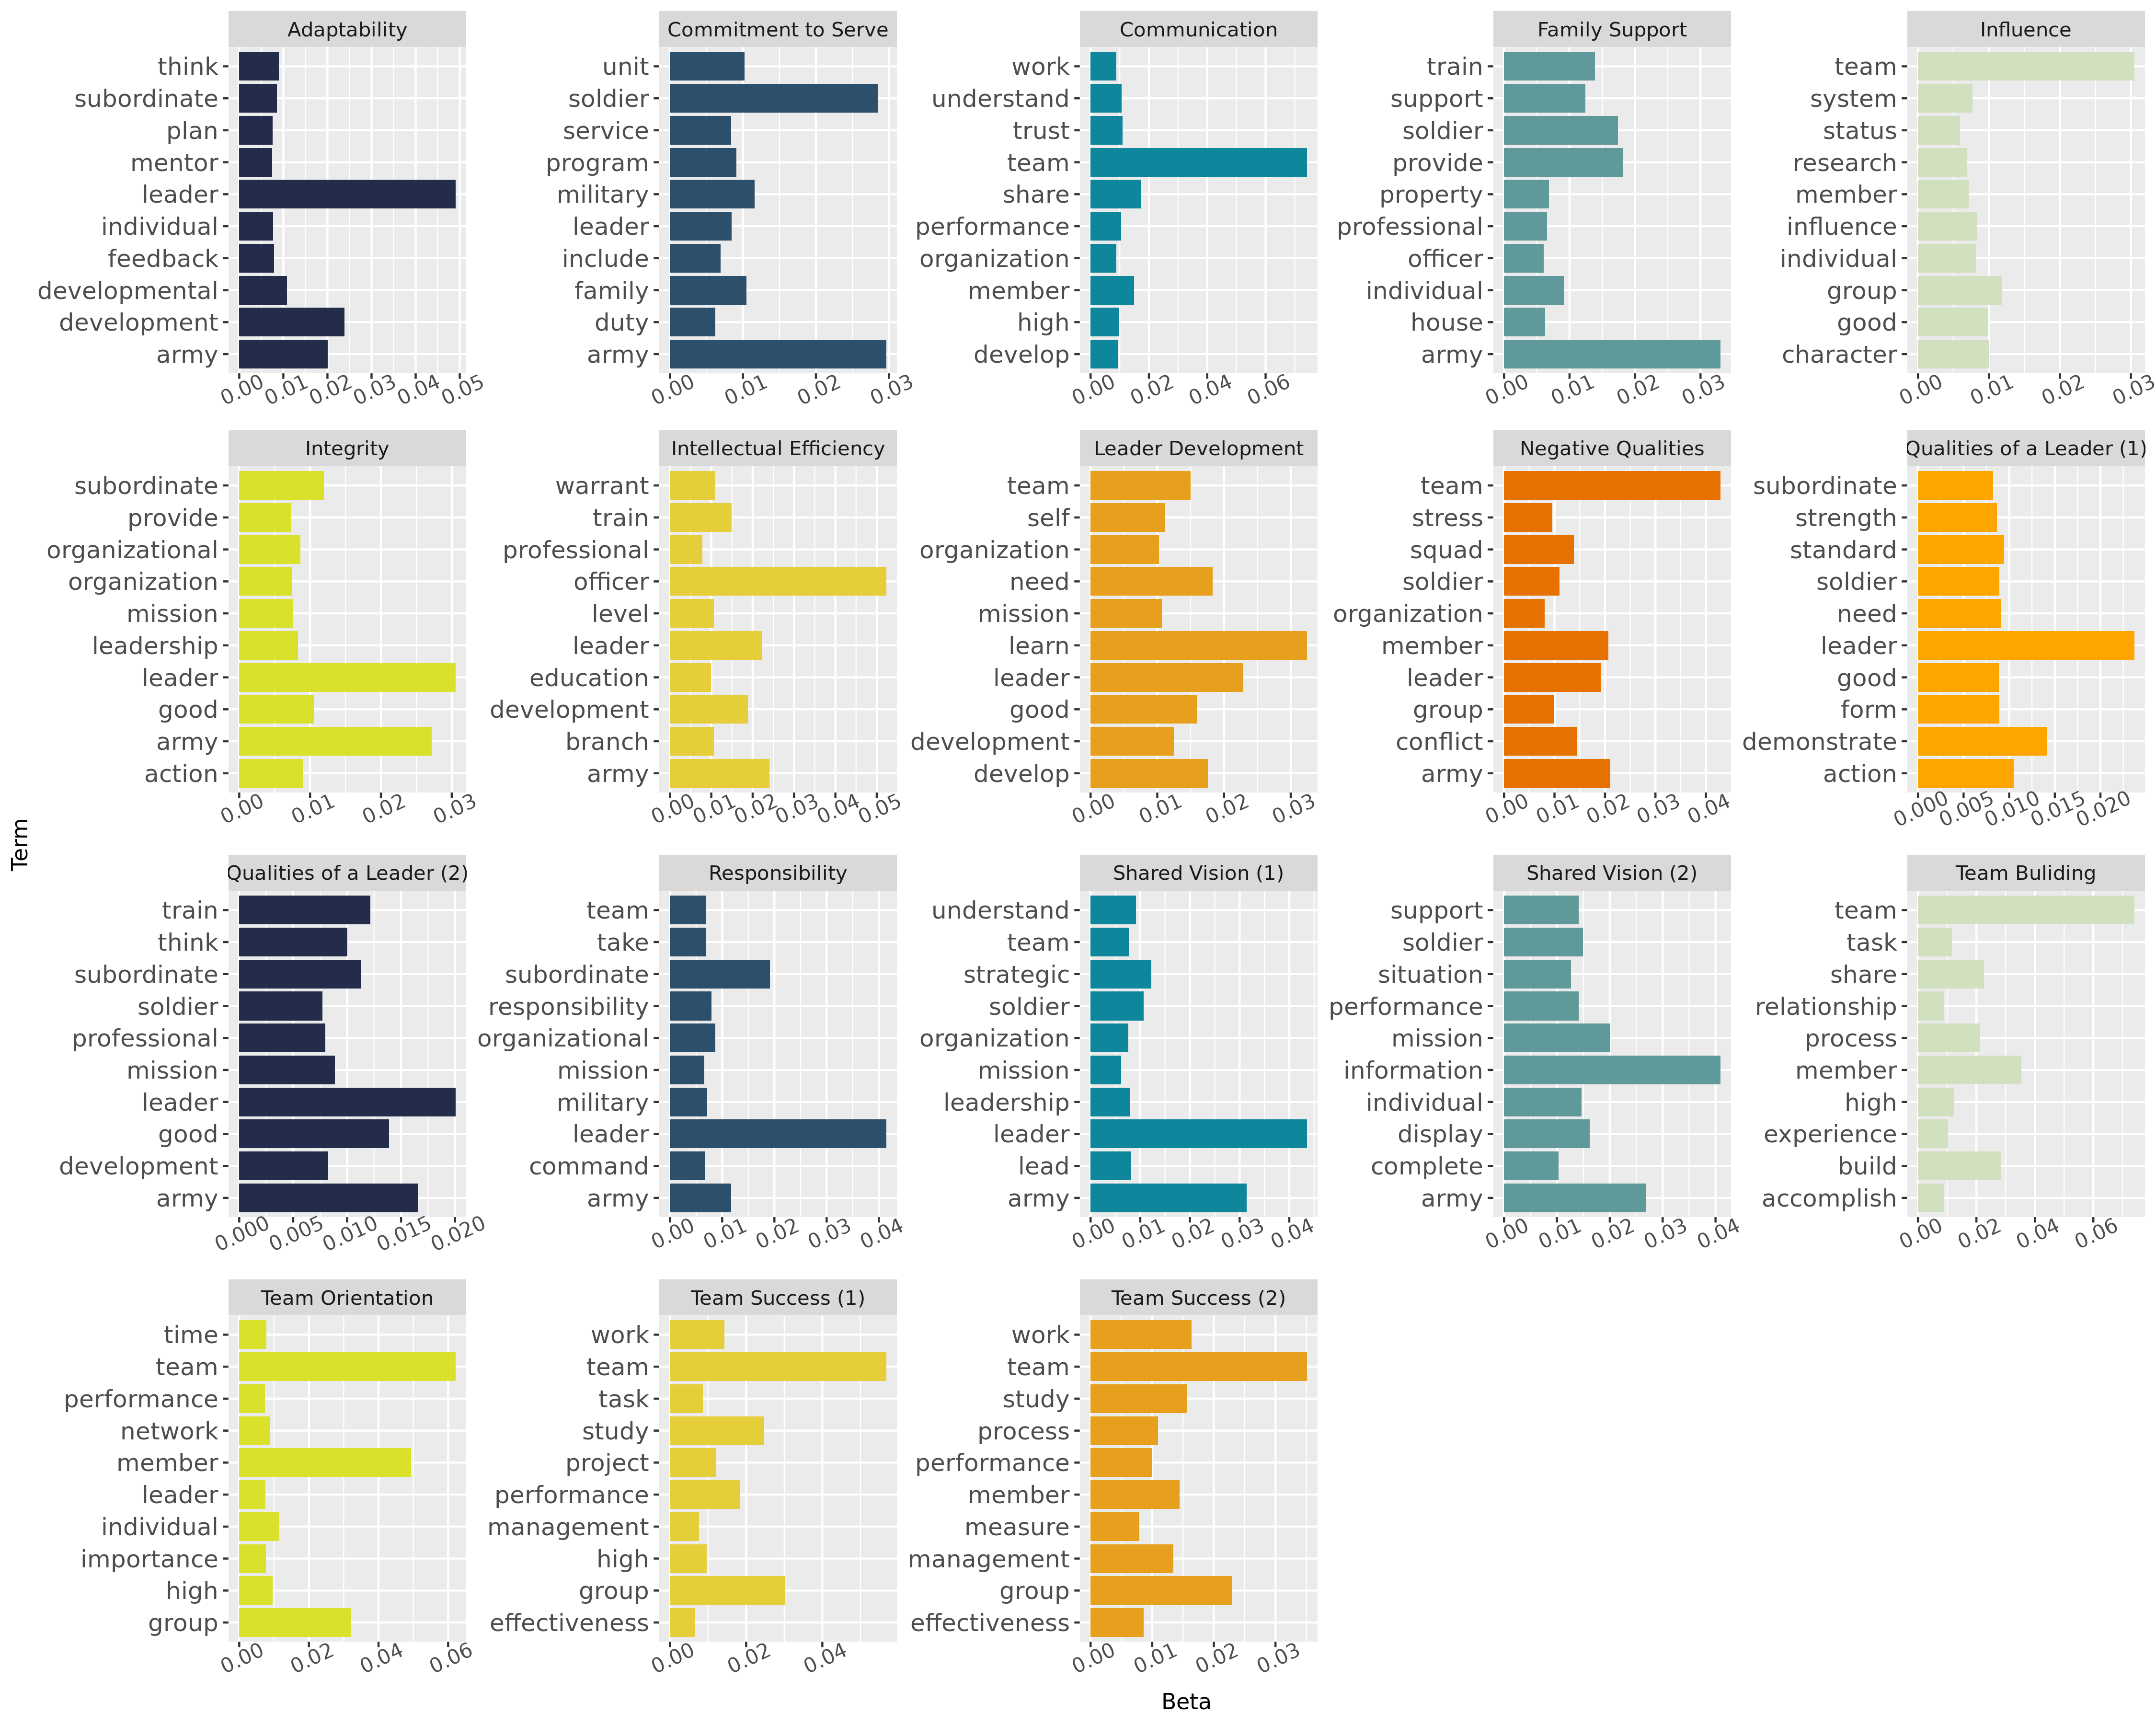 Adaptability
think
subordinate
plan
mentor
leader
individual
feedback
developmental
development
army
0.00 0.01 0.02 0.03 0.04 0.05
Commitment to Serve
unit
soldier
service
program
military
leader
include
family
duty
army
0.00 0.01 0.02 0.03
Communication
work
understand
trust
team
share
performance
organization
member
high
develop
0.00 0.02 0.04 0.06
Family Support
train
support
soldier
provide
property
professional
officer
individual
house
army
0.00 0.01 0.02 0.03
Influence
team
system
status
research
member
influence
individual
group
good
character
0.00 0.01 0.02 0.03
Integrity
subordinate
provide
organizational
organization
mission
leadership
leader
good
army
action
0.00 0.01 0.02 0.03
Intellectual Efficiency
warrant
train
professional
officer
level
leader
education
development
branch
army
0.00 0.01 0.02 0.03 0.04 0.05
Leader Development
team
self
organization
need
mission
learn
leader
good
development
develop
0.00 0.01 0.02 0.03
Negative Qualities
team
stress
squad
soldier
organization
member
leader
group
conflict
army
0.00 0.01 0.02 0.03 0.04
Qualities of a Leader (1)
subordinate
strength
standard
soldier
need
leader
good
form
demonstrate
action
0.000 0.005 0.010 0.015 0.020
Qualities of a Leader (2)
train
think
subordinate
soldier
professional
mission
leader
good
development
army
0.000 0.005 0.010 0.015 0.020
Responsibility
team
take
subordinate
responsibility
organizational
mission
military
leader
command
army
0.00 0.01 0.02 0.03 0.04
Shared Vision (1)
understand
team
strategic
soldier
organization
mission
leadership
leader
lead
army
0.00 0.01 0.02 0.03 0.04
Shared Vision (2)
support
soldier
situation
performance
mission
information
individual
display
complete
army
0.00 0.01 0.02 0.03 0.04
Team Buliding
team
task
share
relationship
process
member
high
experience
build
accomplish
0.00 0.02 0.04 0.06
Team Orientation
time
team
performance
network
member
leader
individual
importance
high
group
0.00 0.02 0.04 0.06
Team Success (1)
work
team
task
study
project
performance
management
high
group
effectiveness
0.00 0.02 0.04
Team Success (2)
work
team
study
process
performance
member
measure
management
group
effectiveness
0.00 0.01 0.02 0.03
Term
Beta